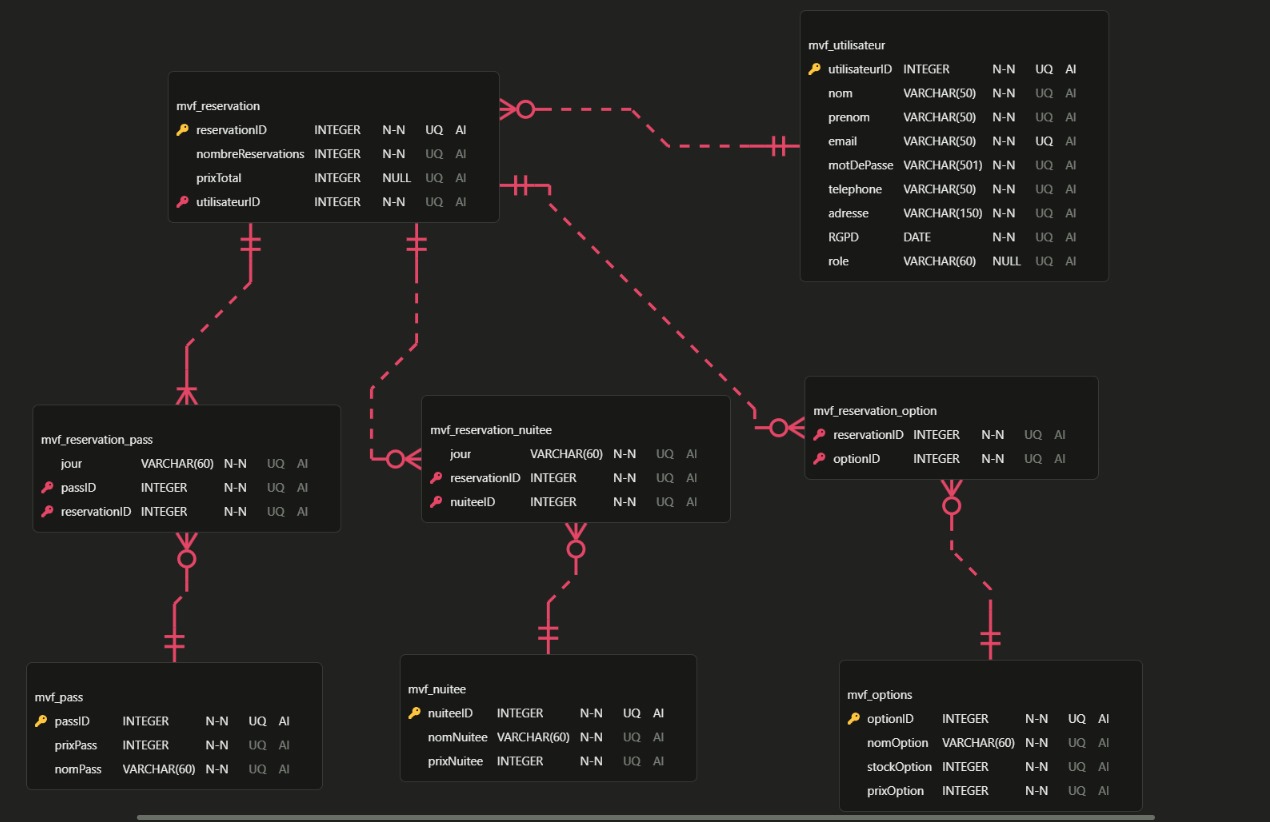 mvf_reservation
reservationID INTEGER N-N UQ AI
nombreReservations INTEGER N-N UQ AI
prixTotal INTEGER NULL UQ AI
utilisateurID INTEGER N-N UQ AI
mvf_utilisateur
utilisateurID INTEGER N-N UQ AI
nom VARCHAR(50) N-N UQ AI
prenom VARCHAR(50) N-N UQ AI
email VARCHAR(50) N-N UQ AI
motDePasse VARCHAR(501) N-N UQ AI
telephone VARCHAR(50) N-N UQ AI
adresse VARCHAR(150) N-N UQ AI
RGPD DATE N-N UQ AI
role VARCHAR(60) NULL UQ AI
mvf_reservation_pass
jour VARCHAR(60) N-N UQ AI
passID INTEGER N-N UQ AI
reservationID INTEGER N-N UQ AI
mvf_reservation_nuitee
jour VARCHAR(60) N-N UQ AI
reservationID INTEGER N-N UQ AI
nuiteeID INTEGER N-N UQ AI
mvf_reservation_option
reservationID INTEGER N-N UQ AI
optionID INTEGER N-N UQ AI
mvf_pass
passID INTEGER N-N UQ AI
prixPass INTEGER N-N UQ AI
nomPass VARCHAR(60) N-N UQ AI
mvf_nuitee
nuiteeID INTEGER N-N UQ AI
nomNuitee VARCHAR(60) N-N UQ AI
prixNuitee INTEGER N-N UQ AI
mvf_options
optionID INTEGER N-N UQ AI
nomOption VARCHAR(60) N-N UQ AI
stockOption INTEGER N-N UQ AI
prixOption INTEGER N-N UQ AI